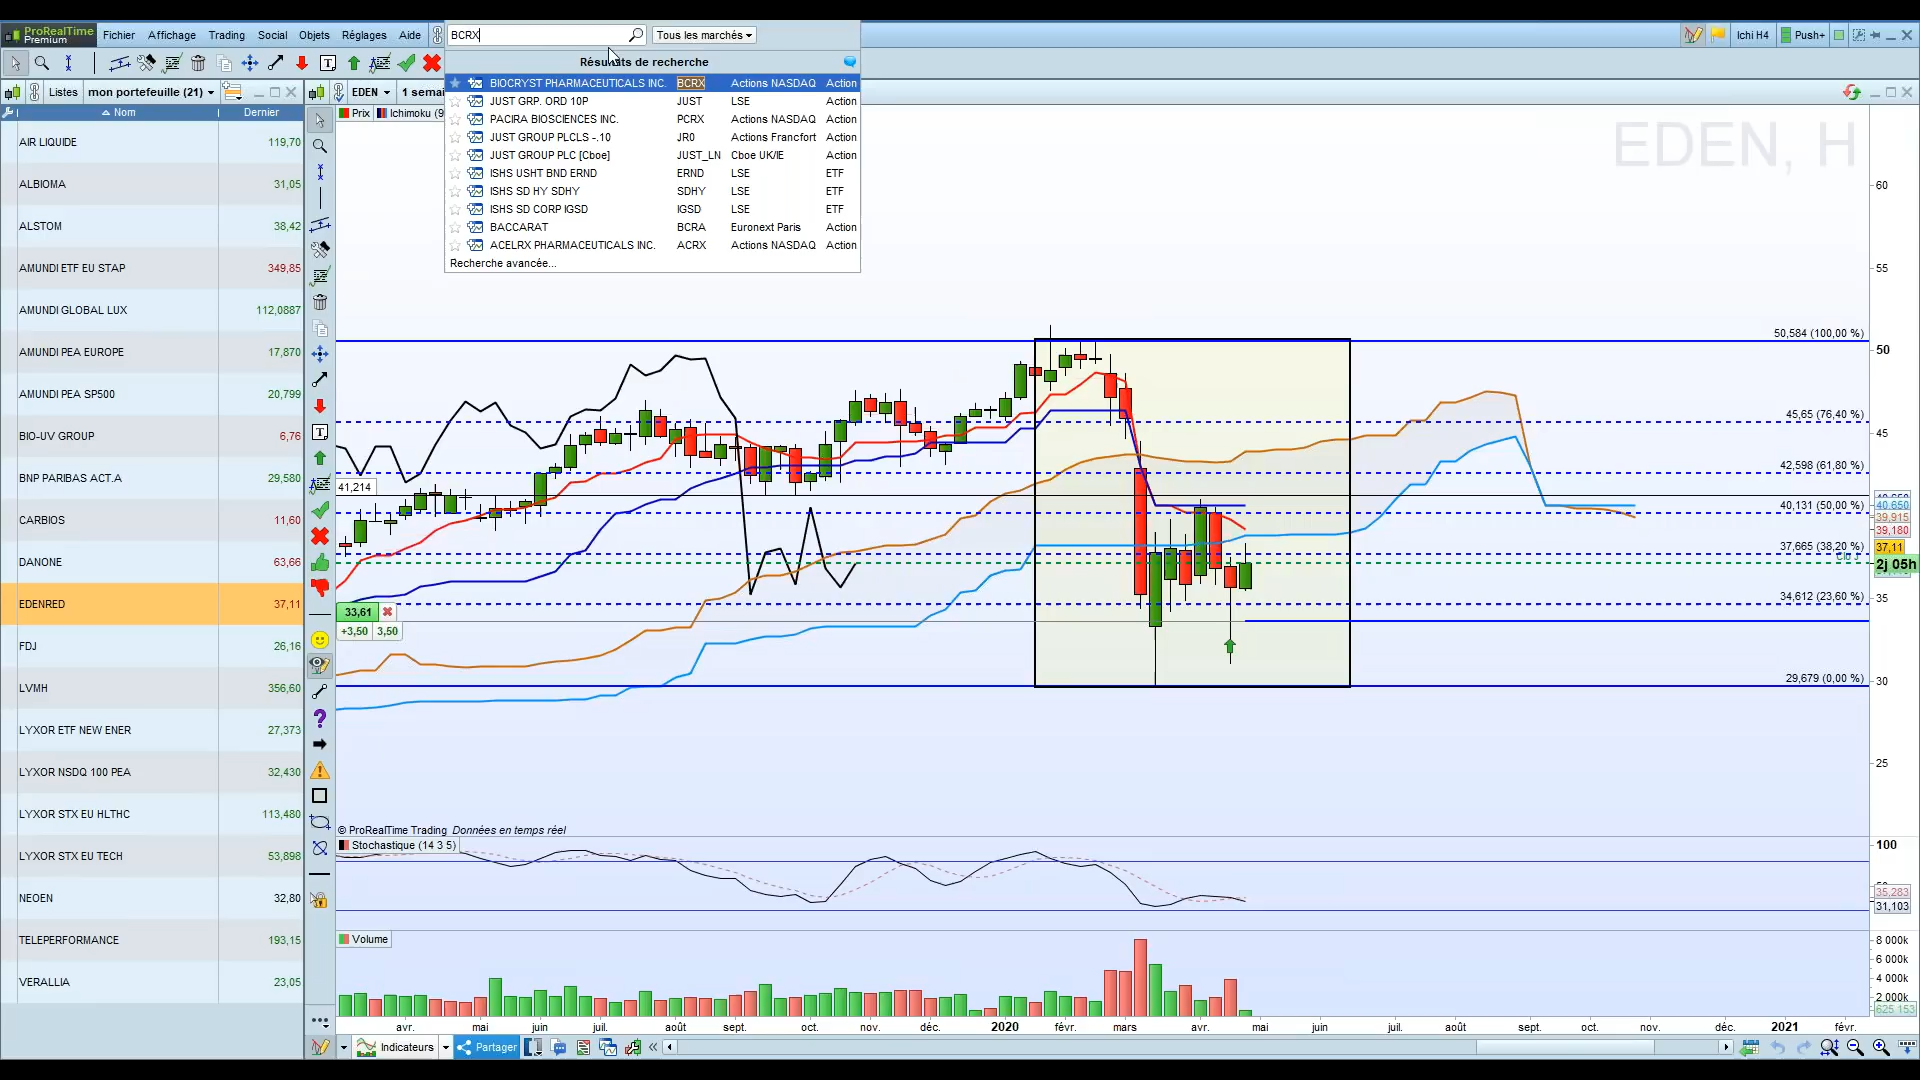 ProRealTime
Premium
Fichier Affichage Trading Social Objets Réglages Aide
BCRX
Tous les marchés
Ichi H4
Push+
Résultats de recherche
BIOCRYST PHARMACEUTICALS INC. BCRX Actions NASDAQ Action
JUST GRP. ORD 10P JUST LSE Action
PACIRA BIOSCIENCES INC. PCRX Actions NASDAQ Action
JUST GROUP PLCLS -.10 JR0 Actions Francfort Action
JUST GROUP PLC [Cboe] JUST_LN Cboe UK/IE Action
ISHS USHT BND ERND ERND LSE ETF
ISHS SD HY SDHY SDHY LSE ETF
ISHS SD CORP IGSD IGSD LSE ETF
BACCARAT BCRA Euronext Paris Action
ACELRX PHARMACEUTICALS INC. ACRX Actions NASDAQ Action
Recherche avancée...
Listes mon portefeuille (21)
Nom Dernier
AIR LIQUIDE 119,70
ALBIOMA 31,05
ALSTOM 38,42
AMUNDI ETF EU STAP 349,85
AMUNDI GLOBAL LUX 112,0887
AMUNDI PEA EUROPE 17,870
AMUNDI PEA SP500 20,799
BIO-UV GROUP 6,76
BNP PARIBAS ACT.A 29,580
CARBIOS 11,60
DANONE 63,66
EDENRED 37,11
FDJ 26,16
LVMH 356,60
LYXOR ETF NEW ENER 27,373
LYXOR NSDQ 100 PEA 32,430
LYXOR STX EU HLTHC 113,480
LYXOR STX EU TECH 53,898
NEOEN 32,80
TELEPERFORMANCE 193,15
VERALLIA 23,05
EDEN 1 semai
Prix Ichimoku (9
EDEN, H
60
55
50,584 (100,00 %)
50
45,65 (76,40 %)
45
42,598 (61,80 %)
41,214
40,131 (50,00 %)
40,650
39,915
39,180
37,665 (38,20 %)
37,11
2j 05h
34,612 (23,60 %)
35
33,61
+3,50 3,50
29,679 (0,00 %)
30
25
© ProRealTime Trading Données en temps réel
Stochastique (14 3 5)
100
35,283
31,103
Volume
8 000k
6 000k
4 000k
2 000k
625 153
avr. mai juin juil. août sept. oct. nov. déc. 2020 févr. mars avr. mai juin juil. août sept. oct. nov. déc. 2021 févr.
Indicateurs Partager